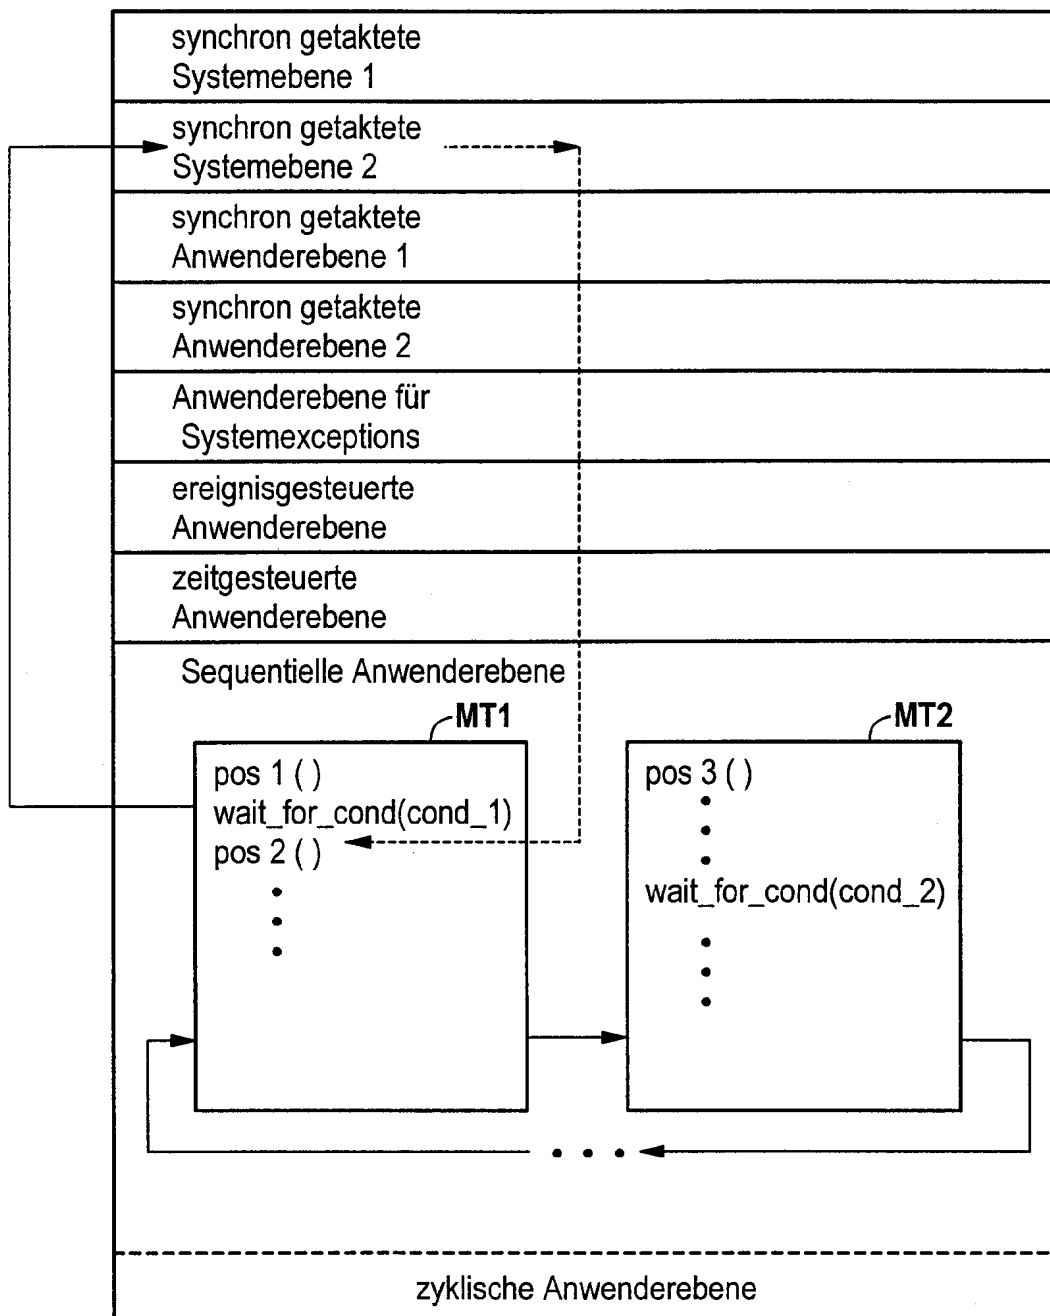 synchron getaktete
Systemebene 1
synchron getaktete
Systemebene 2
synchron getaktete
Anwenderebene 1
synchron getaktete
Anwenderebene 2
Anwenderebene für
Systemexceptions
ereignisgesteuerte
Anwenderebene
zeitgesteuerte
Anwenderebene
Sequentielle Anwenderebene
MT1
pos 1 ( )
wait_for_cond(cond_1)
pos 2 ( )
MT2
pos 3 ( )
wait_for_cond(cond_2)
zyklische Anwenderebene